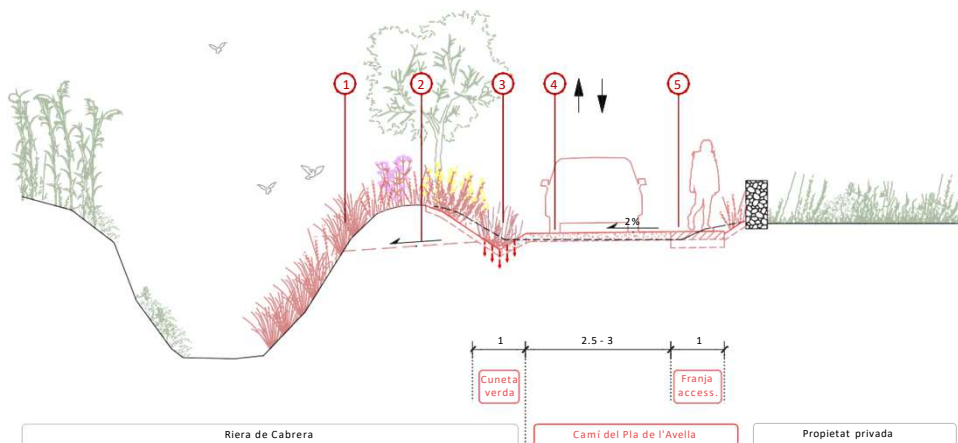 1
2
3
4
5
2%
1
2.5 - 3
1
Cuneta
verda
Franja
access.
Riera de Cabrera
Camí del Pla de l'Avella
Propietat privada